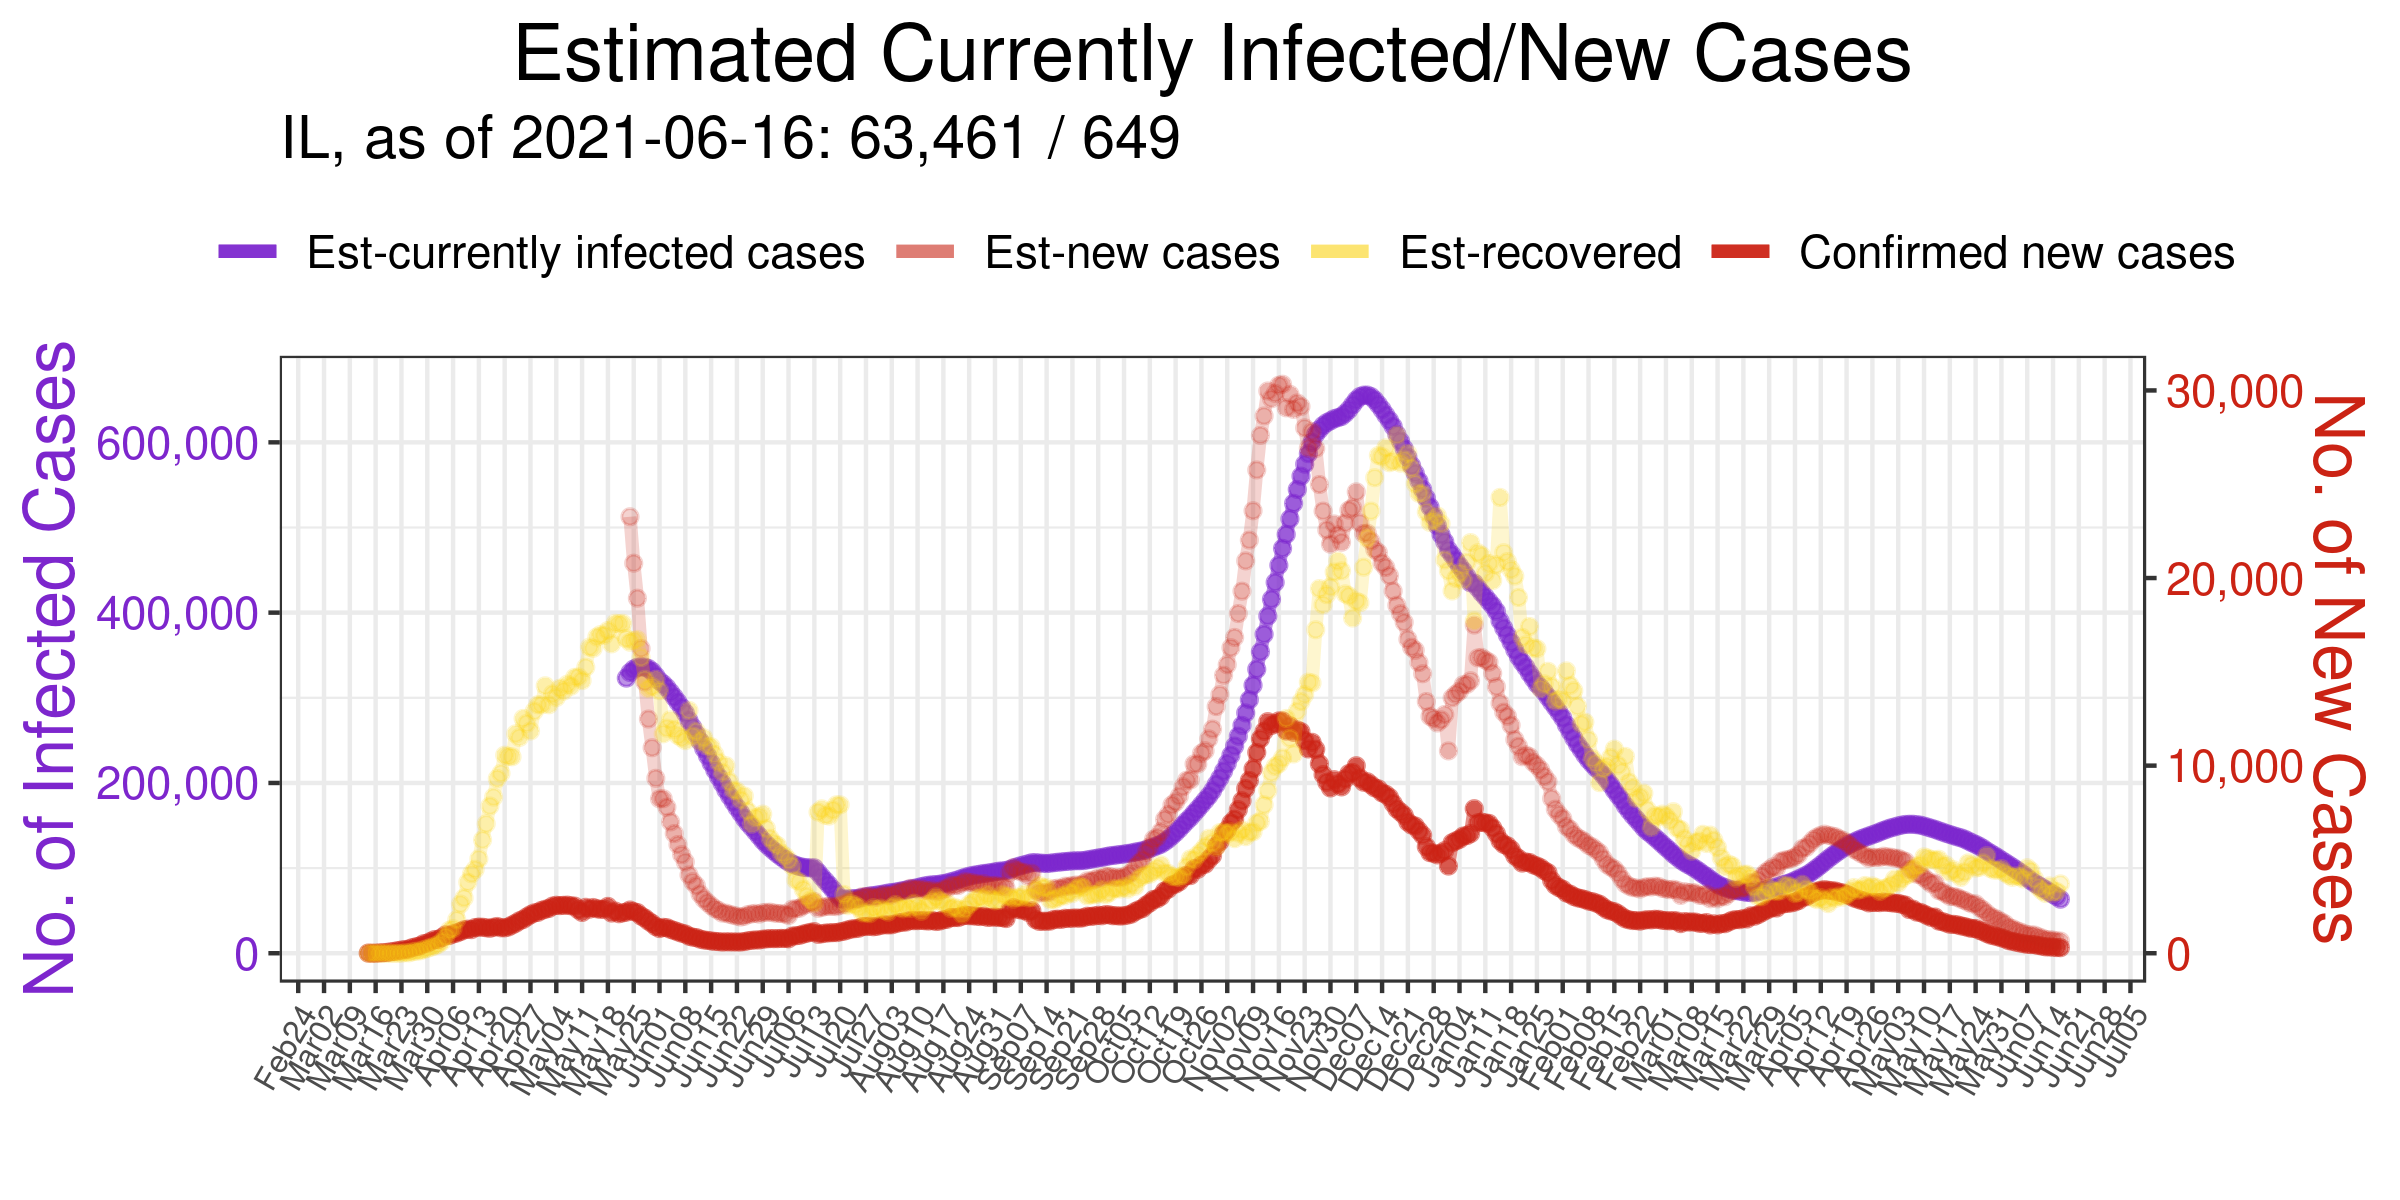 Estimated Currently Infected/New Cases
IL, as of 2021-06-16: 63,461 / 649
Est-currently infected cases
Est-new cases
Est-recovered
Confirmed new cases
No. of Infected Cases
600,000
400,000
200,000
0
30,000
20,000
10,000
0
No. of New Cases
Feb24
Mar02
Mar09
Mar16
Mar23
Mar30
Apr06
Apr13
Apr20
Apr27
May04
May11
May18
May25
Jun01
Jun08
Jun15
Jun22
Jun29
Jul06
Jul13
Jul20
Jul27
Aug03
Aug10
Aug17
Aug24
Aug31
Sep07
Sep14
Sep21
Sep28
Oct05
Oct12
Oct19
Oct26
Nov02
Nov09
Nov16
Nov23
Nov30
Dec07
Dec14
Dec21
Dec28
Jan04
Jan11
Jan18
Jan25
Feb01
Feb08
Feb15
Feb22
Mar01
Mar08
Mar15
Mar22
Mar29
Apr05
Apr12
Apr19
Apr26
May03
May10
May17
May24
May31
Jun07
Jun14
Jun21
Jun28
Jul05